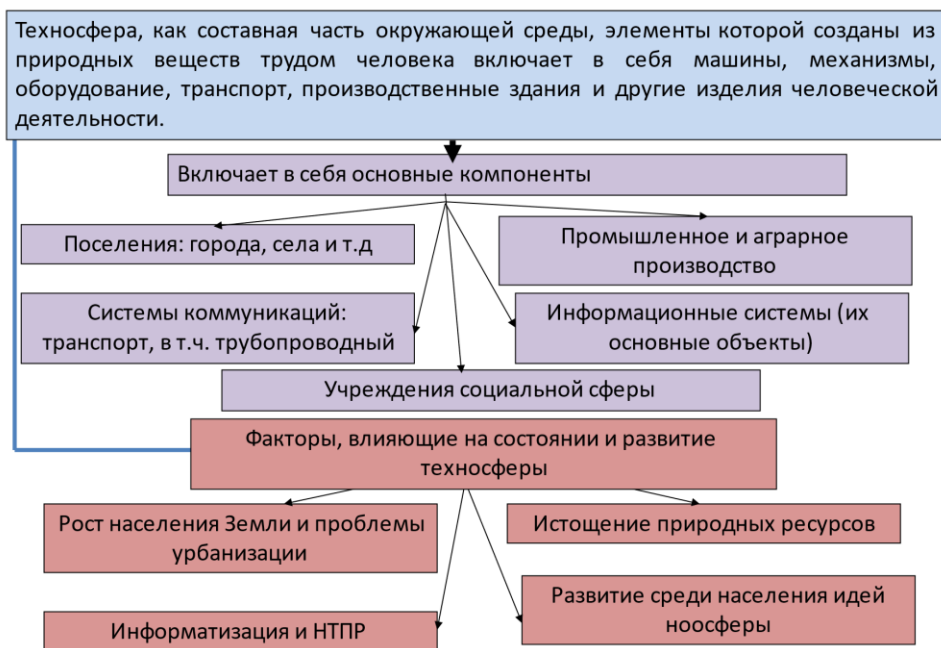 Техносфера, как составная часть окружающей среды, элементы которой созданы из
природных веществ трудом человека включает в себя машины, механизмы,
оборудование, транспорт, производственные здания и другие изделия человеческой
деятельности.
Включает в себя основные компоненты
Поселения: города, села и т.д
Промышленное и аграрное
производство
Системы коммуникаций:
транспорт, в т.ч. трубопроводный
Информационные системы (их
основные объекты)
Учреждения социальной сферы
Факторы, влияющие на состоянии и развитие
техносферы
Рост населения Земли и проблемы
урбанизации
Истощение природных ресурсов
Информатизация и НТПР
Развитие среди населения идей
ноосферы